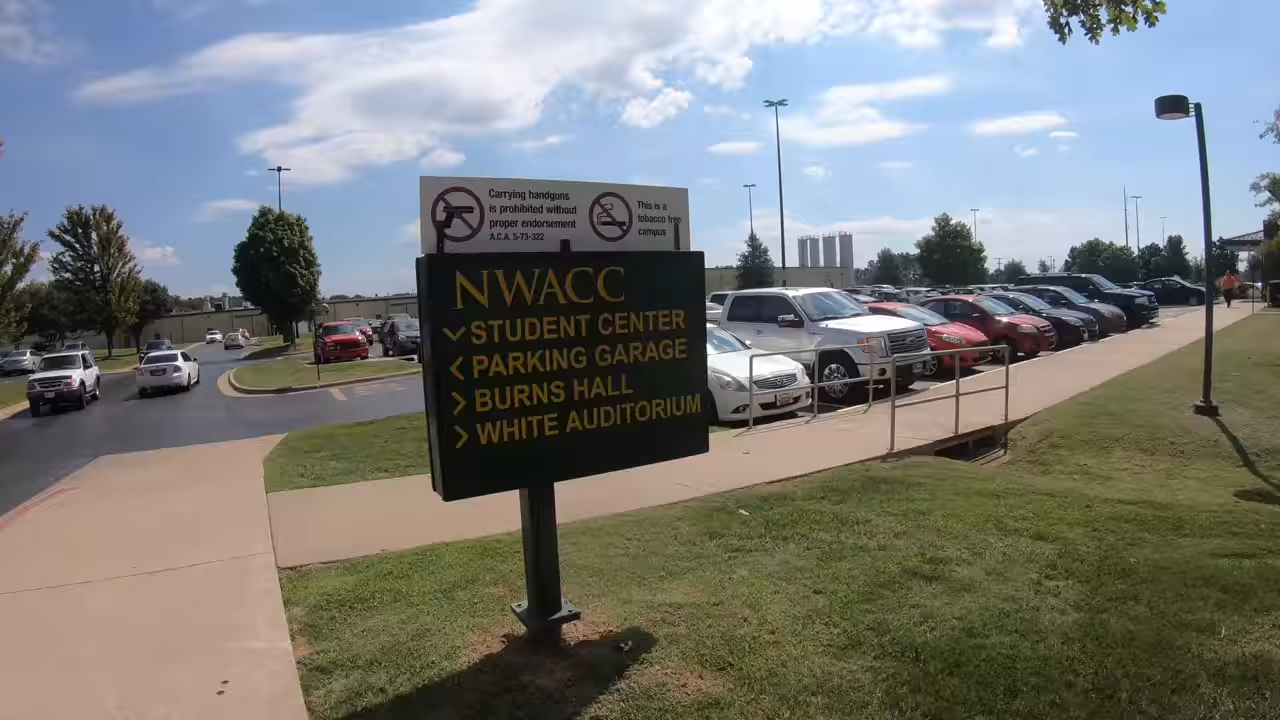 Carrying handguns
is prohibited without
proper endorsement
A.C.A. 5-73-322
This is a
tobacco free
campus
NWACC
STUDENT CENTER
PARKING GARAGE
BURNS HALL
WHITE AUDITORIUM